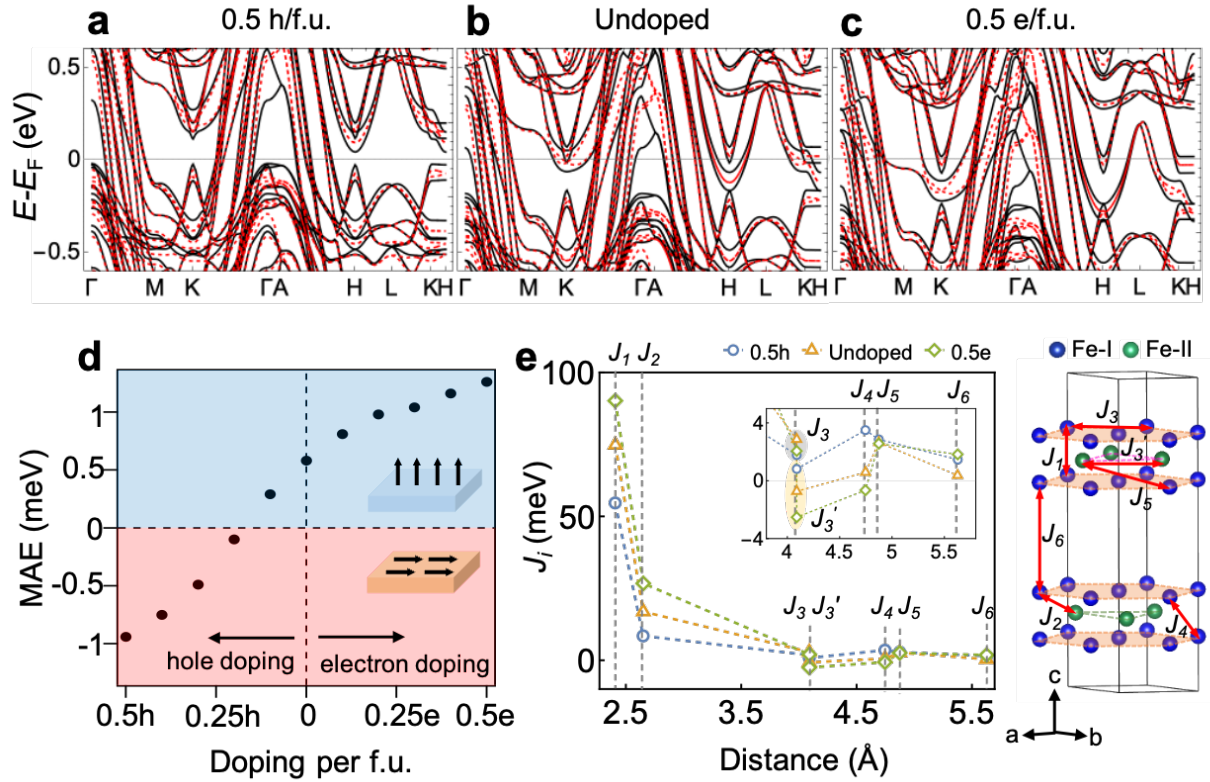 a 0.5 h/f.u. b Undoped c 0.5 e/f.u.
E-E_F (eV)
0.5
0
−0.5
Γ M K ΓA H L KH Γ M K ΓA H L KH Γ M K ΓA H L KH
d
MAE (meV)
1
0.5
0
-0.5
-1
hole doping electron doping
0.5h 0.25h 0 0.25e 0.5e
Doping per f.u.
e
J_1 J_2
0.5h Undoped 0.5e
J_i (meV)
100
50
0
J_4 J_5 J_6
4
2
0
-4
J_3
J_3'
4.0 4.5 5.0 5.5
J_3 J_3' J_4 J_5 J_6
2.5 3.5 4.5 5.5
Distance (Å)
Fe-I Fe-II
J_3
J_1 J_3'
J_5
J_6
J_2 J_4
c
a b